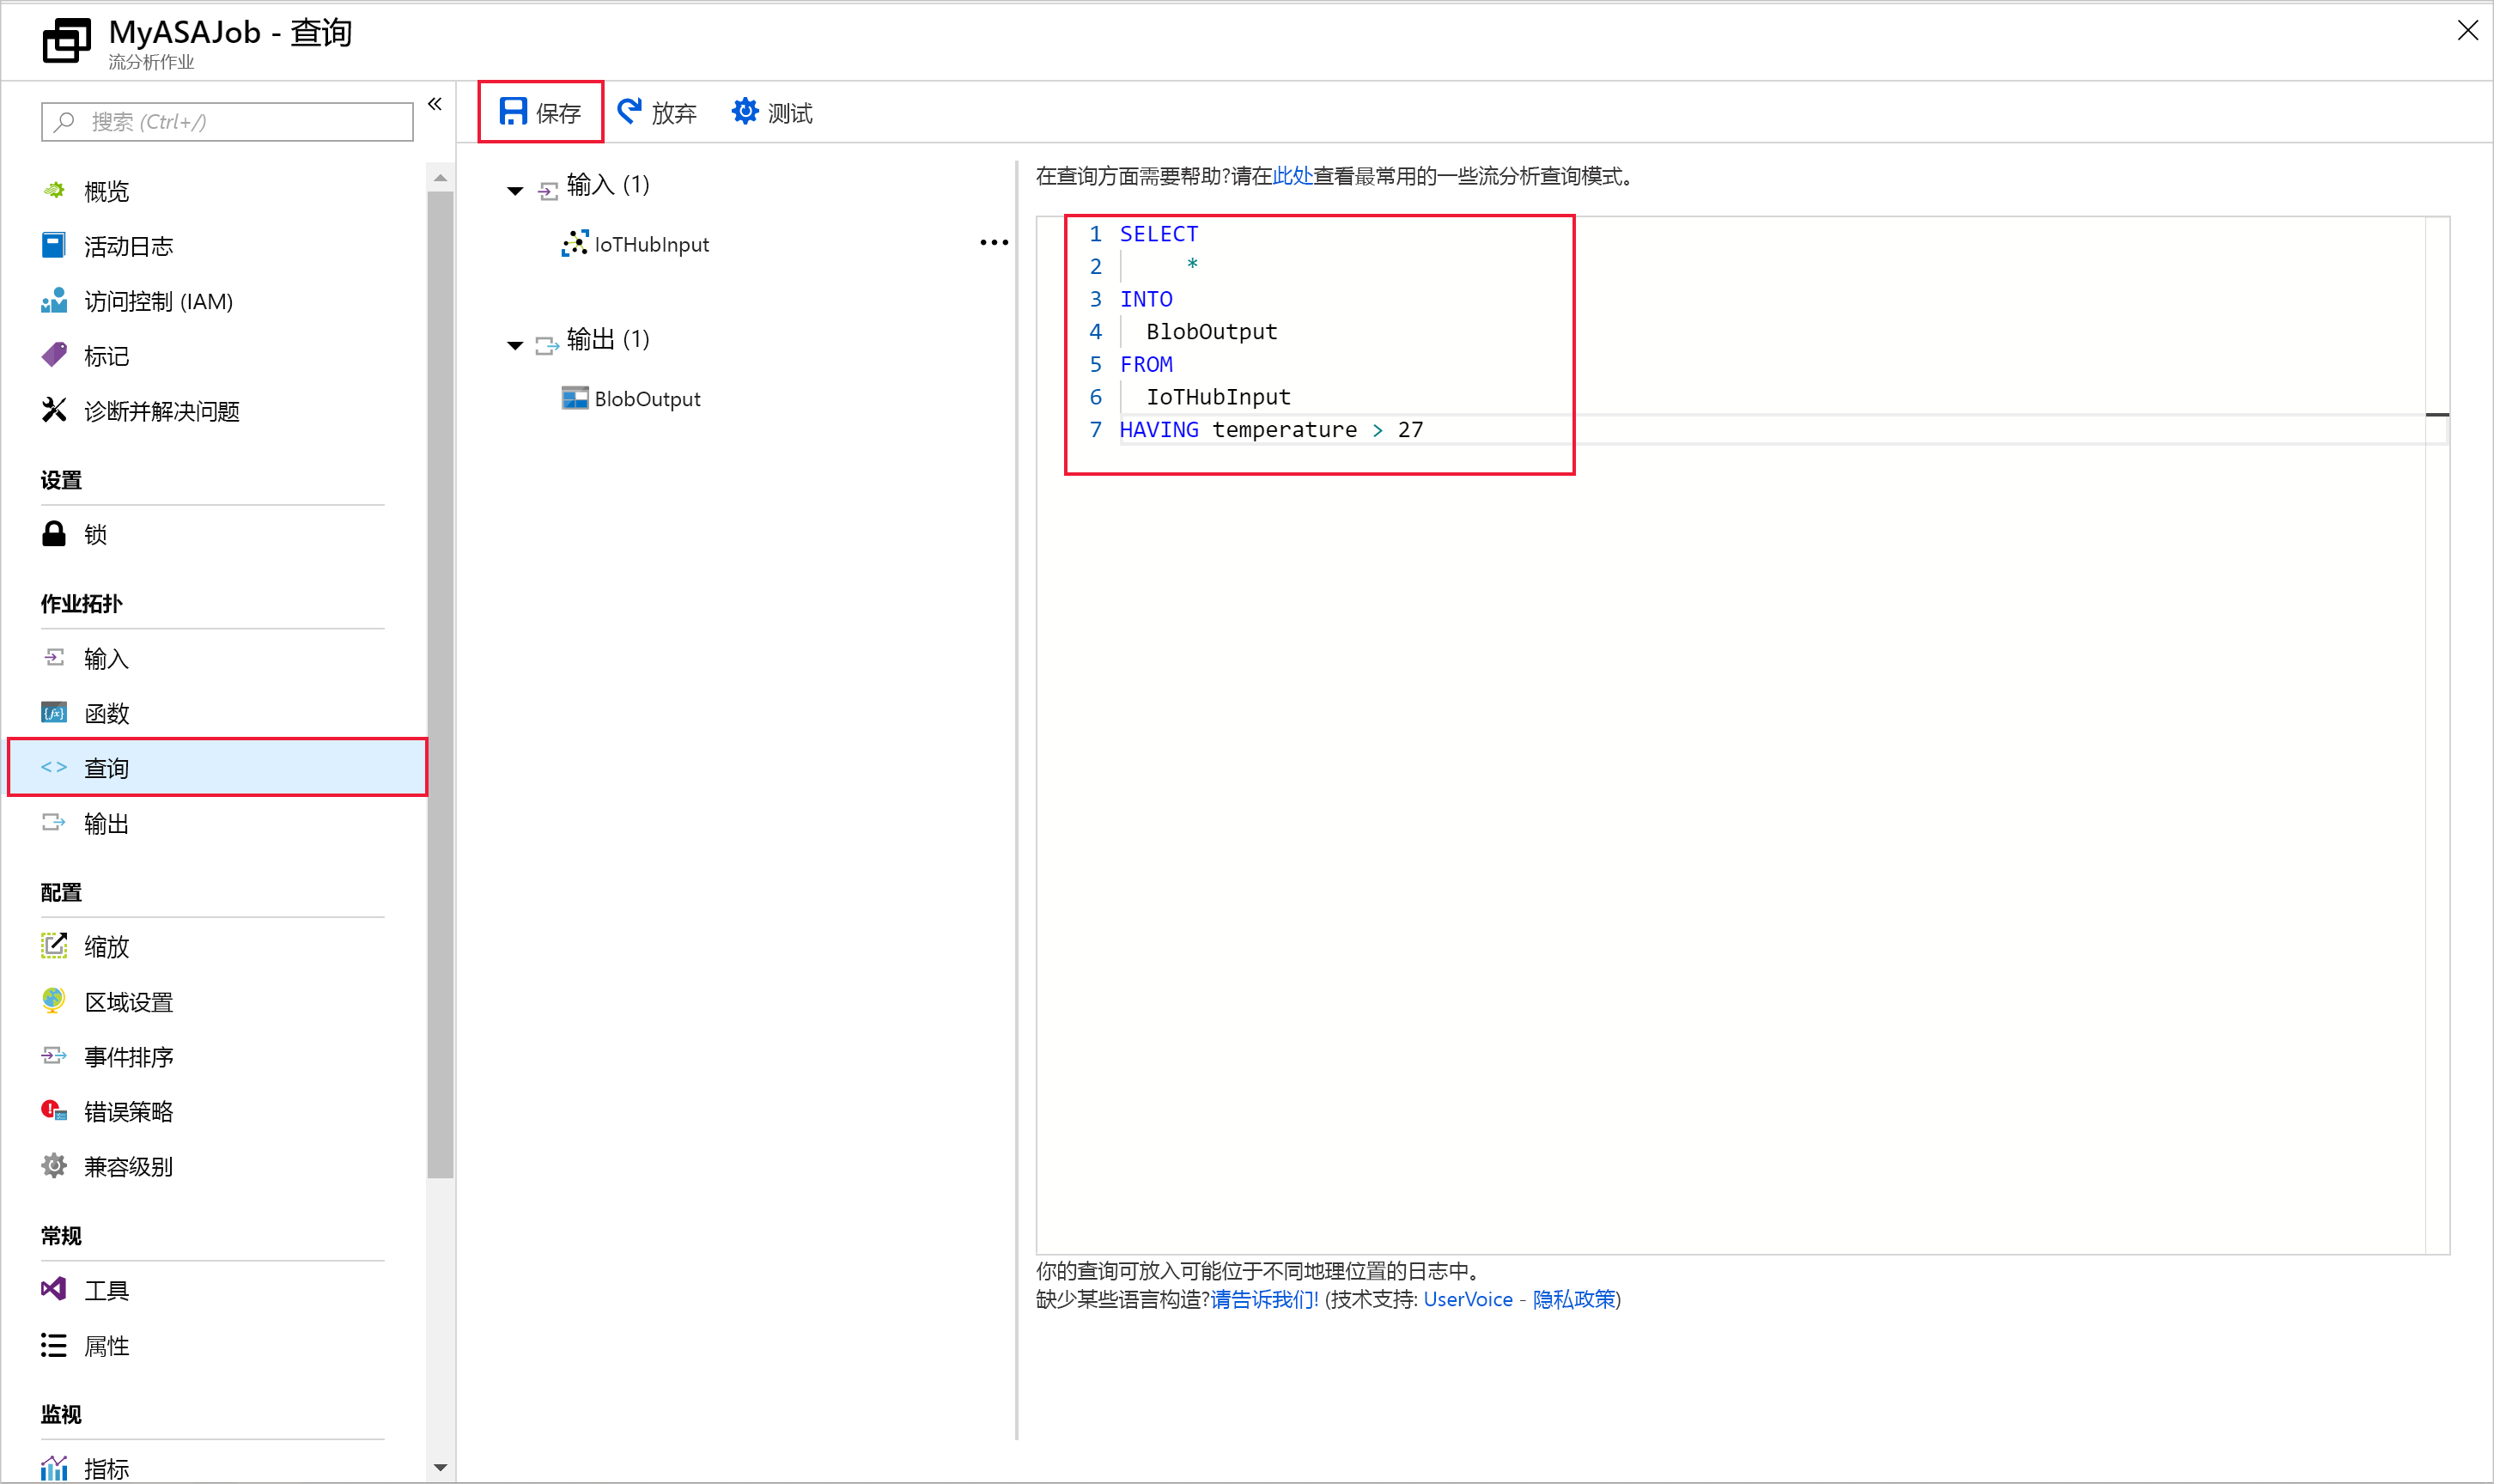 MyASAJob - 查询
流分析作业
搜索 (Ctrl+/)
概览
活动日志
访问控制 (IAM)
标记
诊断并解决问题
设置
锁
作业拓扑
输入
函数
查询
输出
配置
缩放
区域设置
事件排序
错误策略
兼容级别
常规
工具
属性
监视
指标
保存
放弃
测试
输入 (1)
IoTHubInput
输出 (1)
BlobOutput
在查询方面需要帮助?请在此处查看最常用的一些流分析查询模式。
1 SELECT
2 *
3 INTO
4 BlobOutput
5 FROM
6 IoTHubInput
7 HAVING temperature > 27
你的查询可放入可能位于不同地理位置的日志中。
缺少某些语言构造?请告诉我们! (技术支持: UserVoice - 隐私政策)